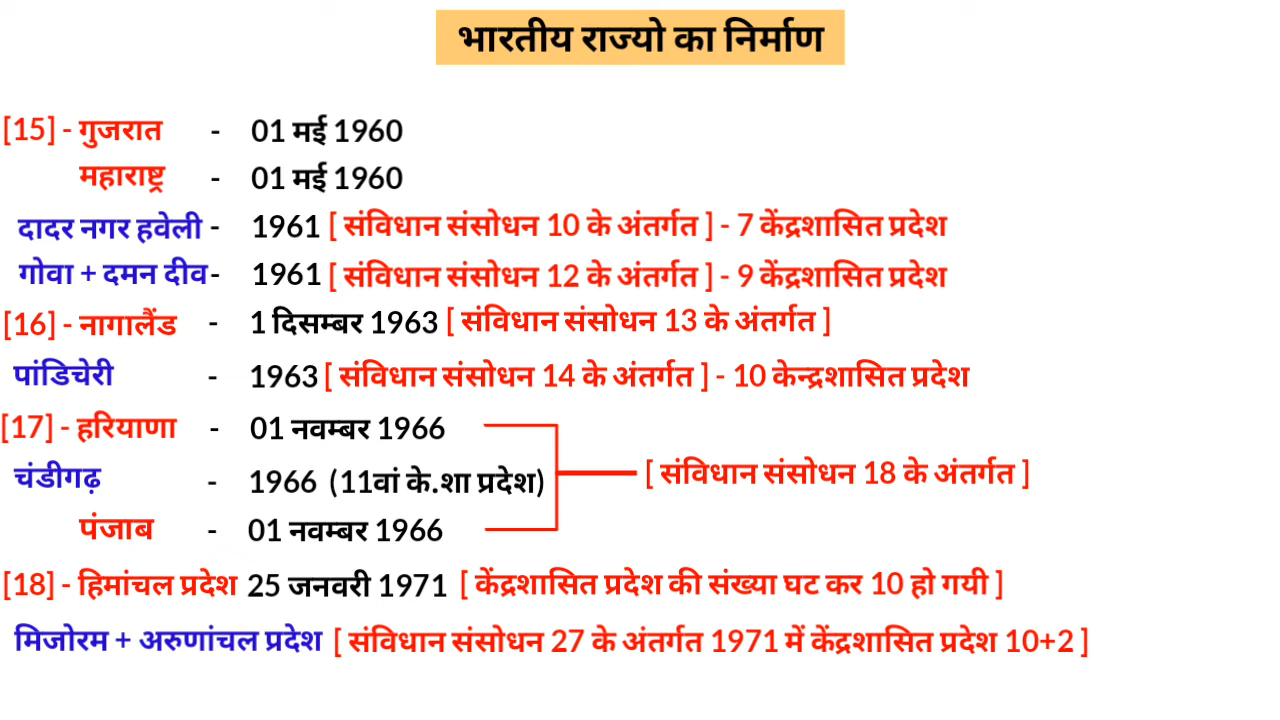 भारतीय राज्यो का निर्माण
[15] - गुजरात - 01 मई 1960
महाराष्ट्र - 01 मई 1960
दादर नगर हवेली - 1961 [ संविधान संसोधन 10 के अंतर्गत ] - 7 केंद्रशासित प्रदेश
गोवा + दमन दीव - 1961 [ संविधान संसोधन 12 के अंतर्गत ] - 9 केंद्रशासित प्रदेश
[16] - नागालैंड - 1 दिसम्बर 1963 [ संविधान संसोधन 13 के अंतर्गत ]
पांडिचेरी - 1963 [ संविधान संसोधन 14 के अंतर्गत ] - 10 केन्द्रशासित प्रदेश
[17] - हरियाणा - 01 नवम्बर 1966
चंडीगढ़ - 1966 (11वां के.शा प्रदेश) [ संविधान संसोधन 18 के अंतर्गत ]
पंजाब - 01 नवम्बर 1966
[18] - हिमांचल प्रदेश 25 जनवरी 1971 [ केंद्रशासित प्रदेश की संख्या घट कर 10 हो गयी ]
मिजोरम + अरुणांचल प्रदेश [ संविधान संसोधन 27 के अंतर्गत 1971 में केंद्रशासित प्रदेश 10+2 ]